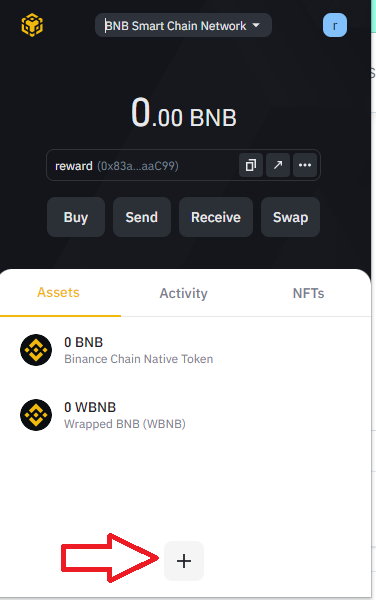 BNB Smart Chain Network
r
0.00 BNB
reward (0x83a...aaC99)
Buy Send Receive Swap
Assets Activity NFTs
0 BNB
Binance Chain Native Token
0 WBNB
Wrapped BNB (WBNB)
+